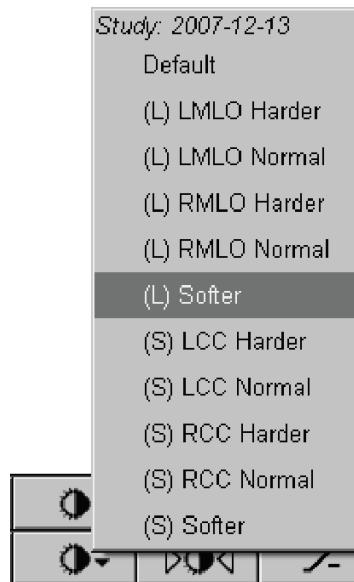 Study: 2007-12-13
Default
(L) LMLO Harder
(L) LMLO Normal
(L) RMLO Harder
(L) RMLO Normal
(L) Softer
(S) LCC Harder
(S) LCC Normal
(S) RCC Harder
(S) RCC Normal
(S) Softer